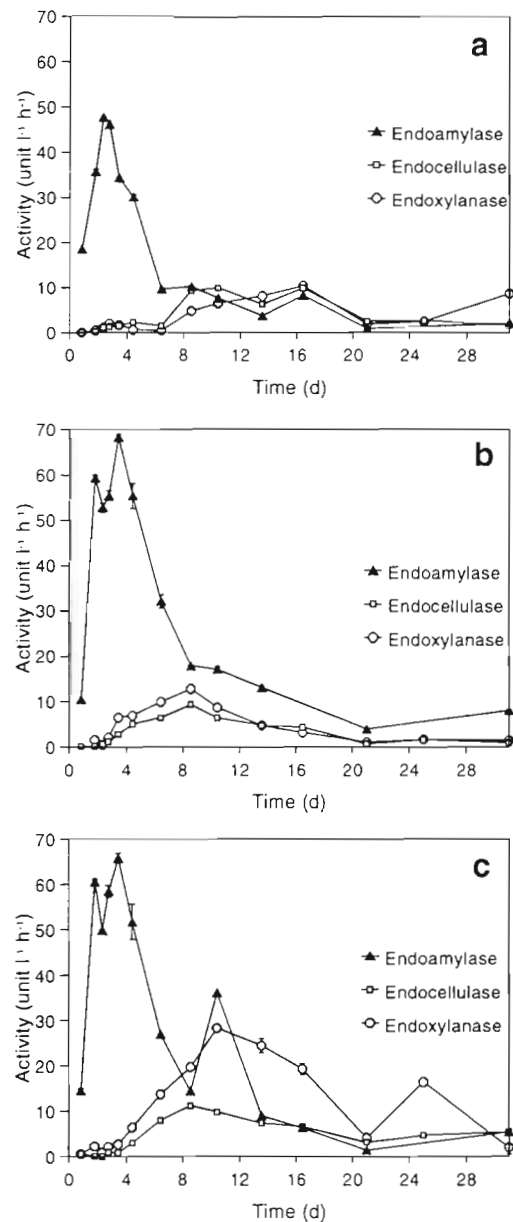 a
70
60
50
40
30
20
10
0
Activity (unit l⁻¹ h⁻¹)
Endoamylase
Endocellulase
Endoxylanase
0 4 8 12 16 20 24 28
Time (d)
b
70
60
50
40
30
20
10
0
Activity (unit l⁻¹ h⁻¹)
Endoamylase
Endocellulase
Endoxylanase
0 4 8 12 16 20 24 28
Time (d)
c
70
60
50
40
30
20
10
0
Activity (unit l⁻¹ h⁻¹)
Endoamylase
Endocellulase
Endoxylanase
0 4 8 12 16 20 24 28
Time (d)